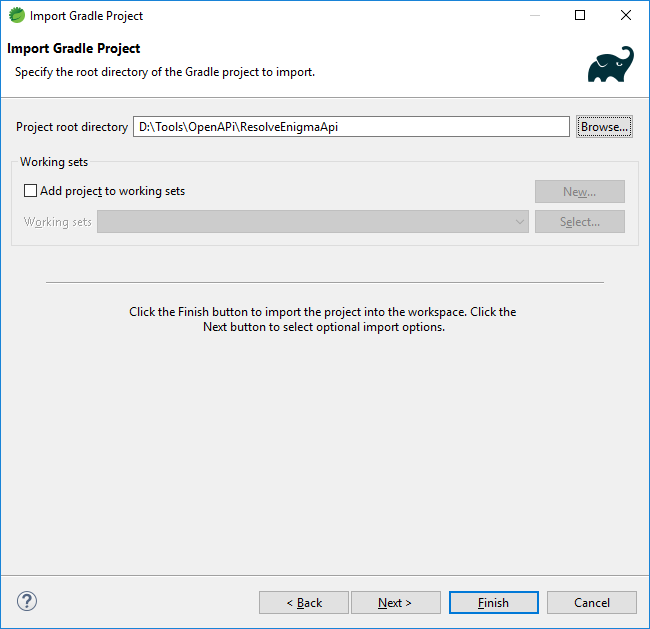 Import Gradle Project
Import Gradle Project
Specify the root directory of the Gradle project to import.
Project root directory D:\Tools\OpenAPi\ResolveEnigmaApi Browse...
Working sets
Add project to working sets New...
Working sets Select...
Click the Finish button to import the project into the workspace. Click the
Next button to select optional import options.
? < Back Next > Finish Cancel